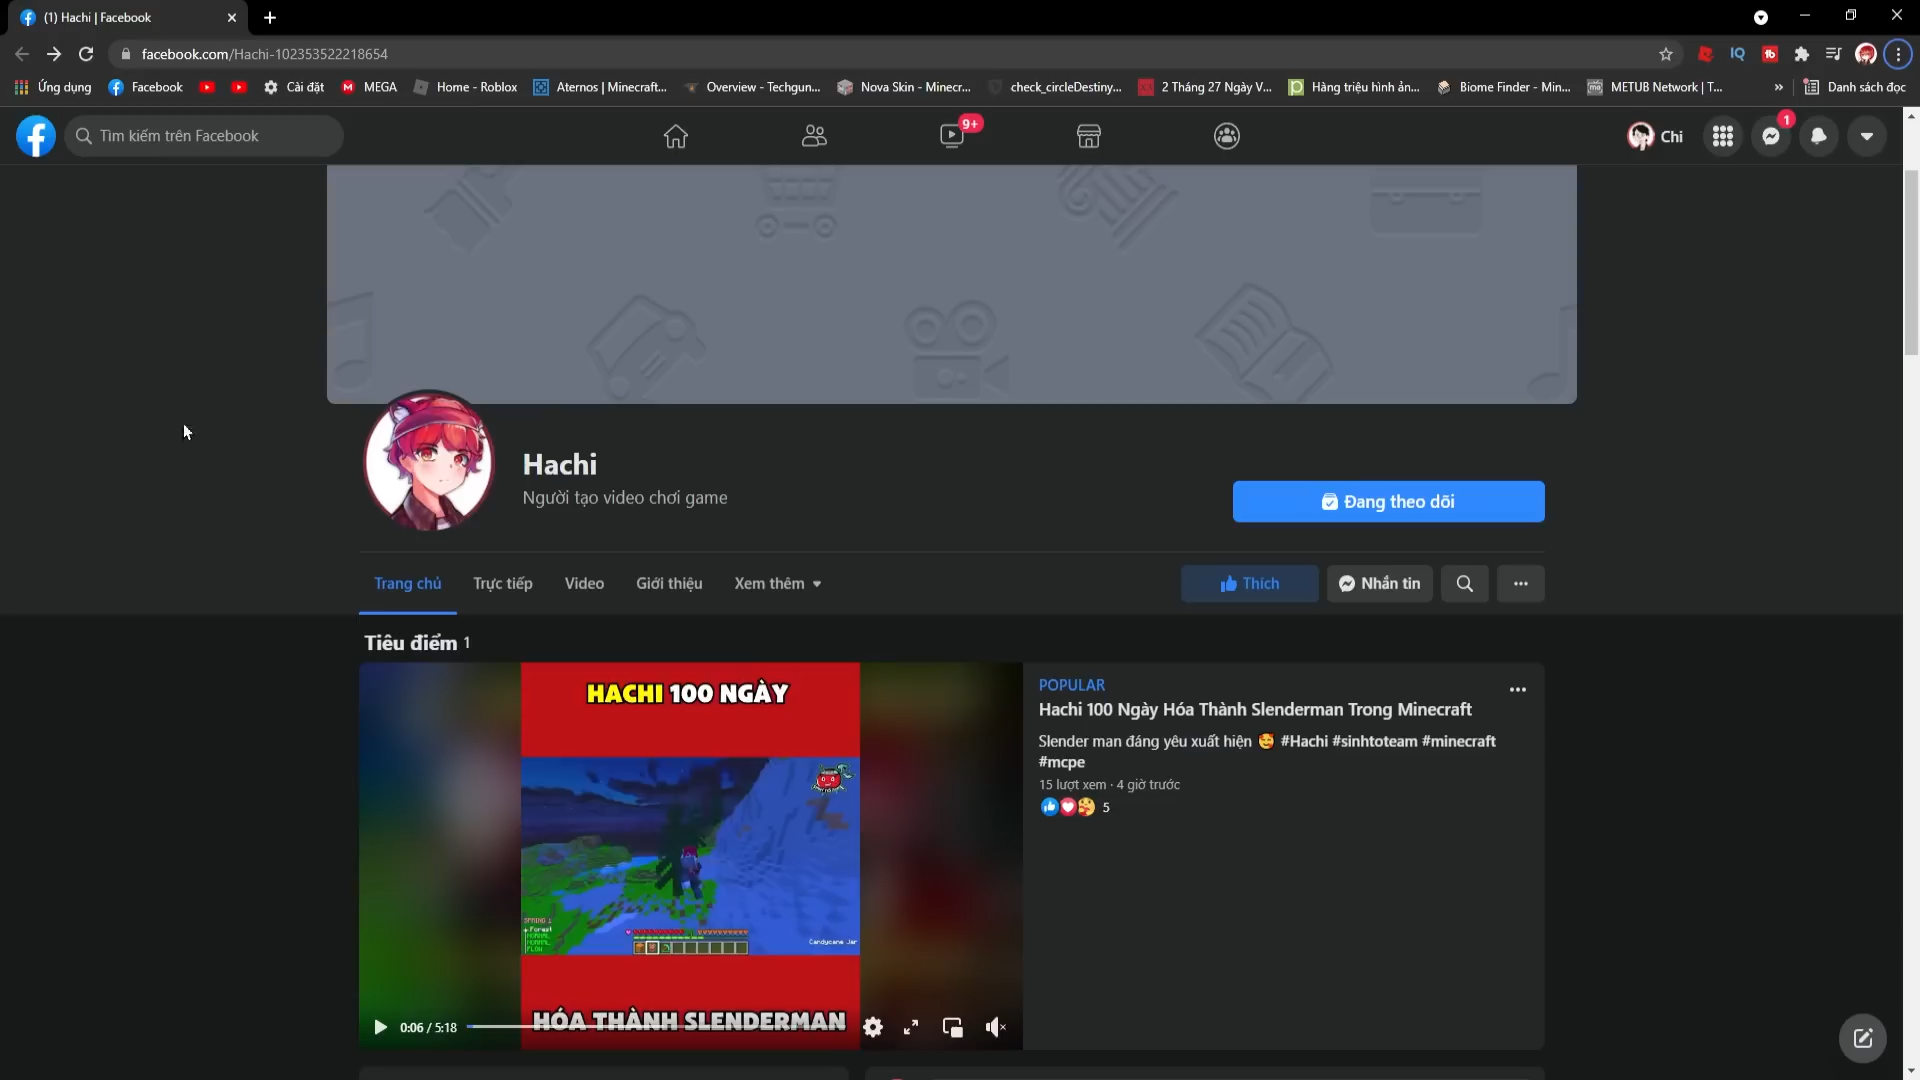 (1) Hachi | Facebook
facebook.com/Hachi-102353522218654
Ứng dụng
Facebook
Cài đặt
MEGA
Home - Roblox
Aternos | Minecraft...
Overview - Techgun...
Nova Skin - Minecr...
check_circleDestiny...
2 Tháng 27 Ngày V...
Hàng triệu hình ản...
Biome Finder - Min...
METUB Network | T...
»
Danh sách đọc
Tìm kiếm trên Facebook
9+
Chi
1
Hachi
Người tạo video chơi game
Đang theo dõi
Trang chủ
Trực tiếp
Video
Giới thiệu
Xem thêm
Thích
Nhắn tin
Tiêu điểm 1
HACHI 100 NGÀY
Candycane Jar
HÓA THÀNH SLENDERMAN
0:06 / 5:18
POPULAR
Hachi 100 Ngày Hóa Thành Slenderman Trong Minecraft
Slender man đáng yêu xuất hiện 🥰 #Hachi #sinhtoteam #minecraft
#mcpe
15 lượt xem · 4 giờ trước
5